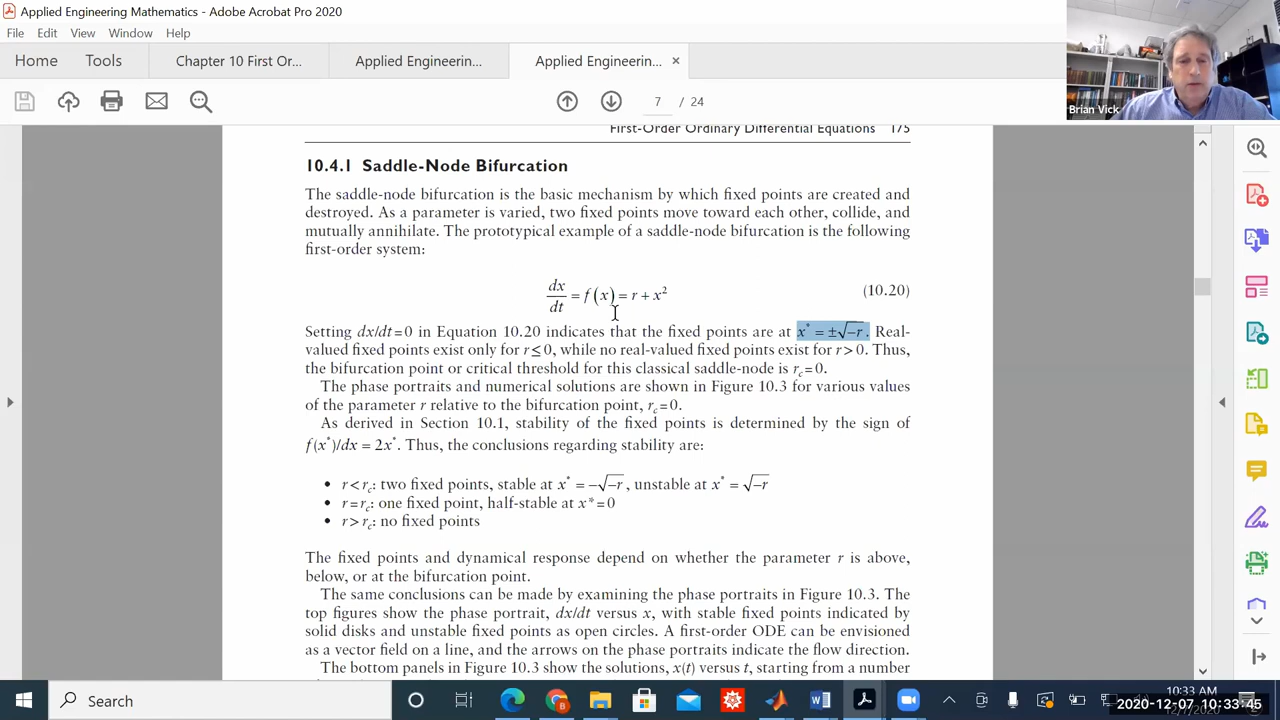 Applied Engineering Mathematics - Adobe Acrobat Pro 2020
File Edit View Window Help
Home Tools Chapter 10 First Or... Applied Engineerin... Applied Engineerin... ×
7 / 24
Brian Vick
First-Order Ordinary Differential Equations 175
10.4.1 Saddle-Node Bifurcation
The saddle-node bifurcation is the basic mechanism by which fixed points are created and
destroyed. As a parameter is varied, two fixed points move toward each other, collide, and
mutually annihilate. The prototypical example of a saddle-node bifurcation is the following
first-order system:
dx/dt = f(x) = r + x² (10.20)
Setting dx/dt=0 in Equation 10.20 indicates that the fixed points are at x* = ±√−r. Real-
valued fixed points exist only for r ≤ 0, while no real-valued fixed points exist for r > 0. Thus,
the bifurcation point or critical threshold for this classical saddle-node is r_c=0.
The phase portraits and numerical solutions are shown in Figure 10.3 for various values
of the parameter r relative to the bifurcation point, r_c=0.
As derived in Section 10.1, stability of the fixed points is determined by the sign of
f(x*)/dx = 2x*. Thus, the conclusions regarding stability are:
• r < r_c: two fixed points, stable at x* = −√−r, unstable at x* = √−r
• r = r_c: one fixed point, half-stable at x* = 0
• r > r_c: no fixed points
The fixed points and dynamical response depend on whether the parameter r is above,
below, or at the bifurcation point.
The same conclusions can be made by examining the phase portraits in Figure 10.3. The
top figures show the phase portrait, dx/dt versus x, with stable fixed points indicated by
solid disks and unstable fixed points as open circles. A first-order ODE can be envisioned
as a vector field on a line, and the arrows on the phase portraits indicate the flow direction.
The bottom panels in Figure 10.3 show the solutions, x(t) versus t, starting from a number
Search
10:33 AM
2020-12-07 10:33:45